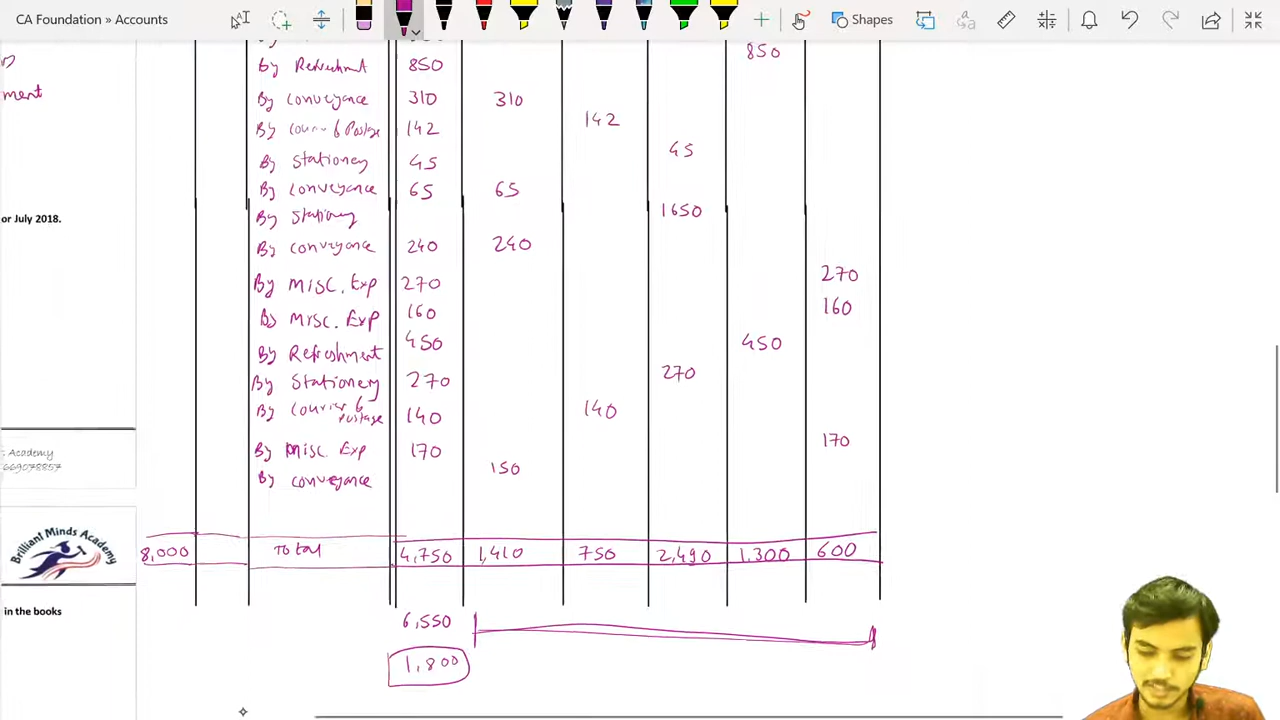 CA Foundation » Accounts
Shapes
850
By Refreshment 850
ment
By conveyance 310 310
By & Postage 142 142
By Stationery 45 45
By conveyance 65 65
By Stationery 1650
or July 2018.
By conveyance 240 240
By Misc. Exp 270 270
By Misc. Exp 160 160
By Refreshment 450 450
By Stationery 270 270
By Courier & Postage 140 140
By Misc. Exp 170 170
By conveyance 150
Academy
669078857
Brilliant Minds Academy
8,000 Total 4,750 1,410 750 2,490 1,300 600
in the books
6,550
1,800